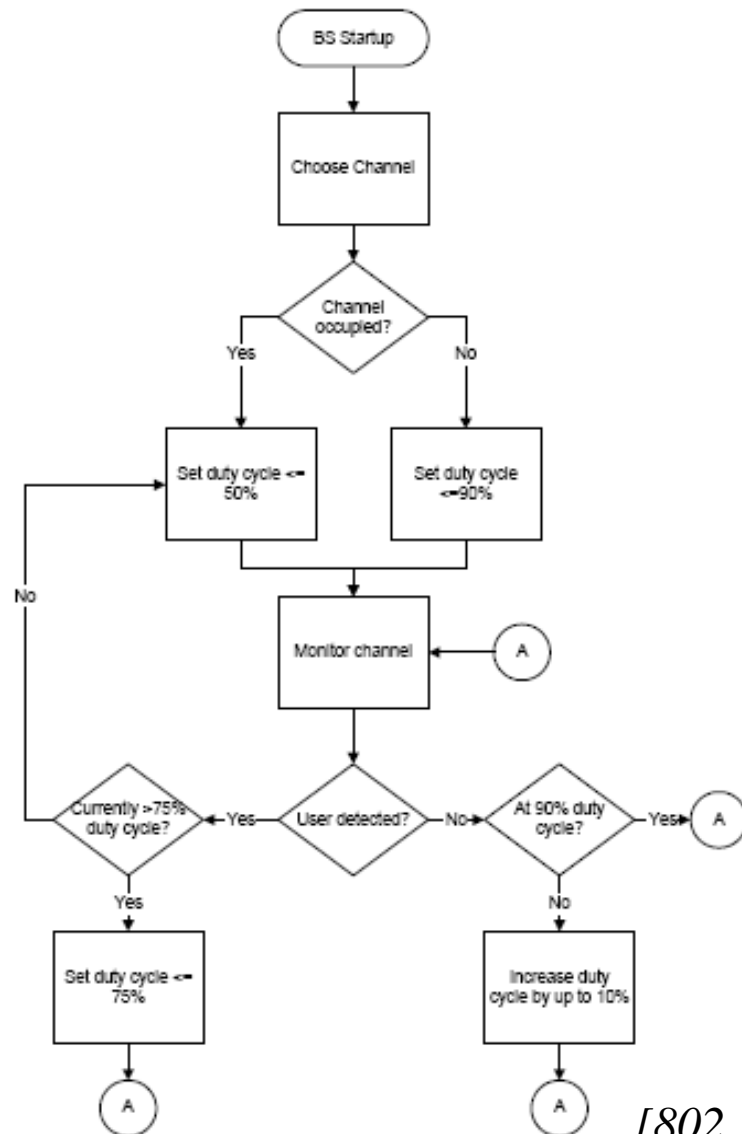 BS Startup
Choose Channel
Channel
occupied?
Yes
No
Set duty cycle <=
50%
Set duty cycle
<=90%
No
Monitor channel
A
Currently >75%
duty cycle?
Yes
User detected?
No
At 90% duty
cycle?
Yes
A
Yes
No
Set duty cycle <=
75%
Increase duty
cycle by up to 10%
A
A
[802